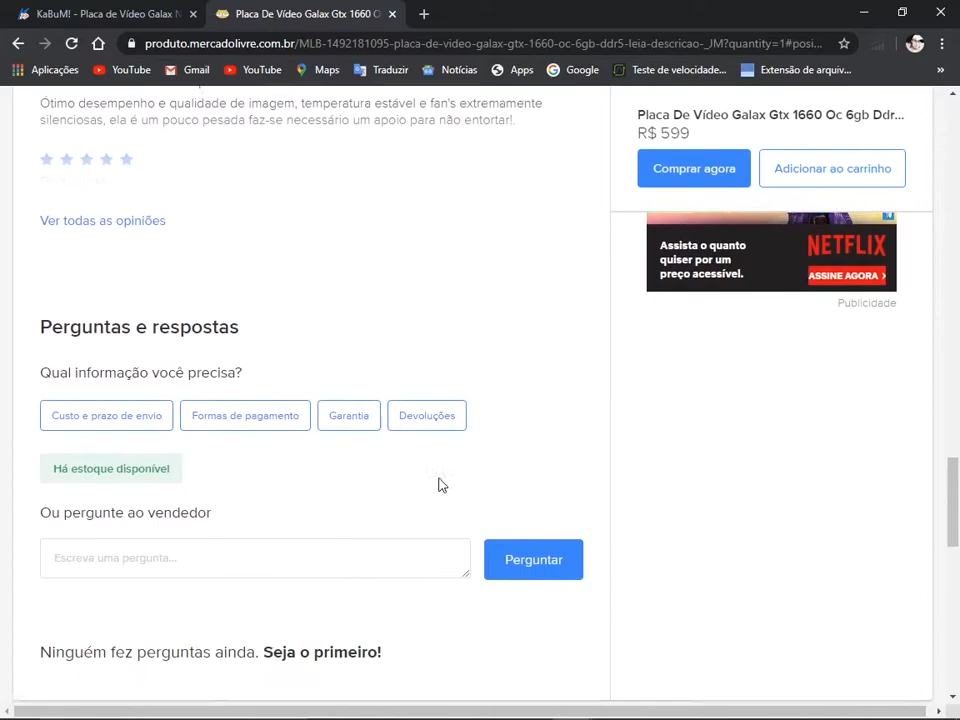 KaBuM! - Placa de Vídeo Galax N
Placa De Vídeo Galax Gtx 1660 O
produto.mercadolivre.com.br/MLB-1492181095-placa-de-video-galax-gtx-1660-oc-6gb-ddr5-leia-descricao-_JM?quantity=1#posi...
Aplicações
YouTube
Gmail
YouTube
Maps
Traduzir
Notícias
Apps
Google
Teste de velocidade...
Extensão de arquiv...
Ótimo desempenho e qualidade de imagem, temperatura estável e fan's extremamente
silenciosas, ela é um pouco pesada faz-se necessário um apoio para não entortar!.
Ver todas as opiniões
Placa De Vídeo Galax Gtx 1660 Oc 6gb Ddr...
R$ 599
Comprar agora
Adicionar ao carrinho
Assista o quanto
quiser por um
preço acessível.
NETFLIX
ASSINE AGORA >
Publicidade
Perguntas e respostas
Qual informação você precisa?
Custo e prazo de envio
Formas de pagamento
Garantia
Devoluções
Há estoque disponível
Ou pergunte ao vendedor
Escreva uma pergunta...
Perguntar
Ninguém fez perguntas ainda. Seja o primeiro!